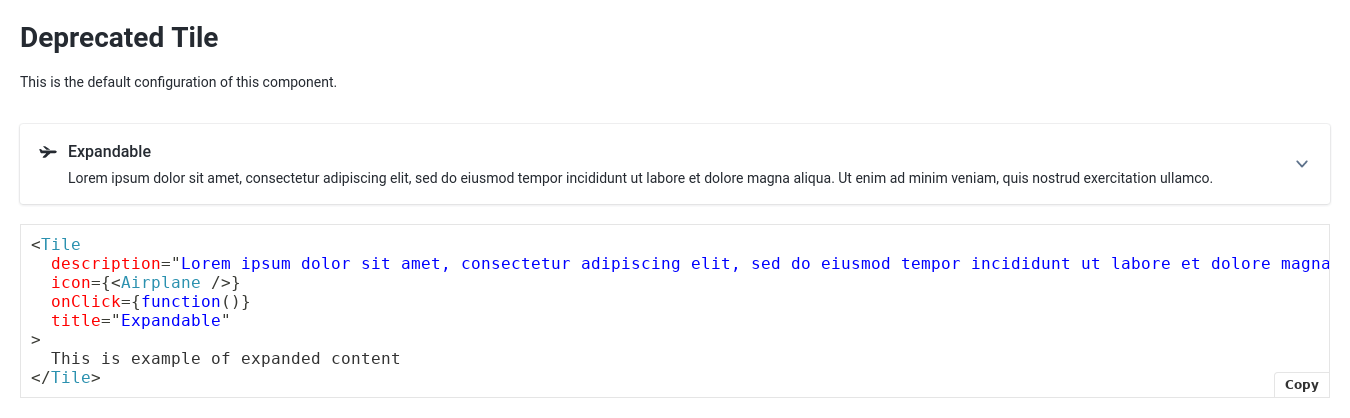 Deprecated Tile
This is the default configuration of this component.
Expandable
Lorem ipsum dolor sit amet, consectetur adipiscing elit, sed do eiusmod tempor incididunt ut labore et dolore magna aliqua. Ut enim ad minim veniam, quis nostrud exercitation ullamco.
<Tile
  description="Lorem ipsum dolor sit amet, consectetur adipiscing elit, sed do eiusmod tempor incididunt ut labore et dolore magna
  icon={<Airplane />}
  onClick={function()}
  title="Expandable"
>
  This is example of expanded content
</Tile>
Copy